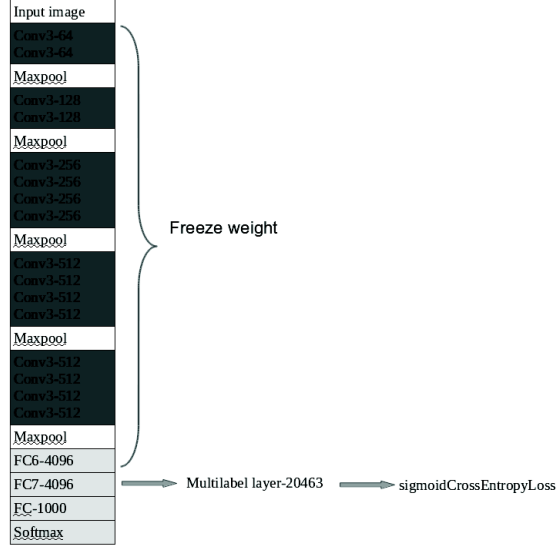 Input image
Conv3-64
Conv3-64
Maxpool
Conv3-128
Conv3-128
Maxpool
Conv3-256
Conv3-256
Conv3-256
Conv3-256
Maxpool
Conv3-512
Conv3-512
Conv3-512
Conv3-512
Maxpool
Conv3-512
Conv3-512
Conv3-512
Conv3-512
Maxpool
FC6-4096
FC7-4096
FC-1000
Softmax
Freeze weight
Multilabel layer-20463
sigmoidCrossEntropyLoss